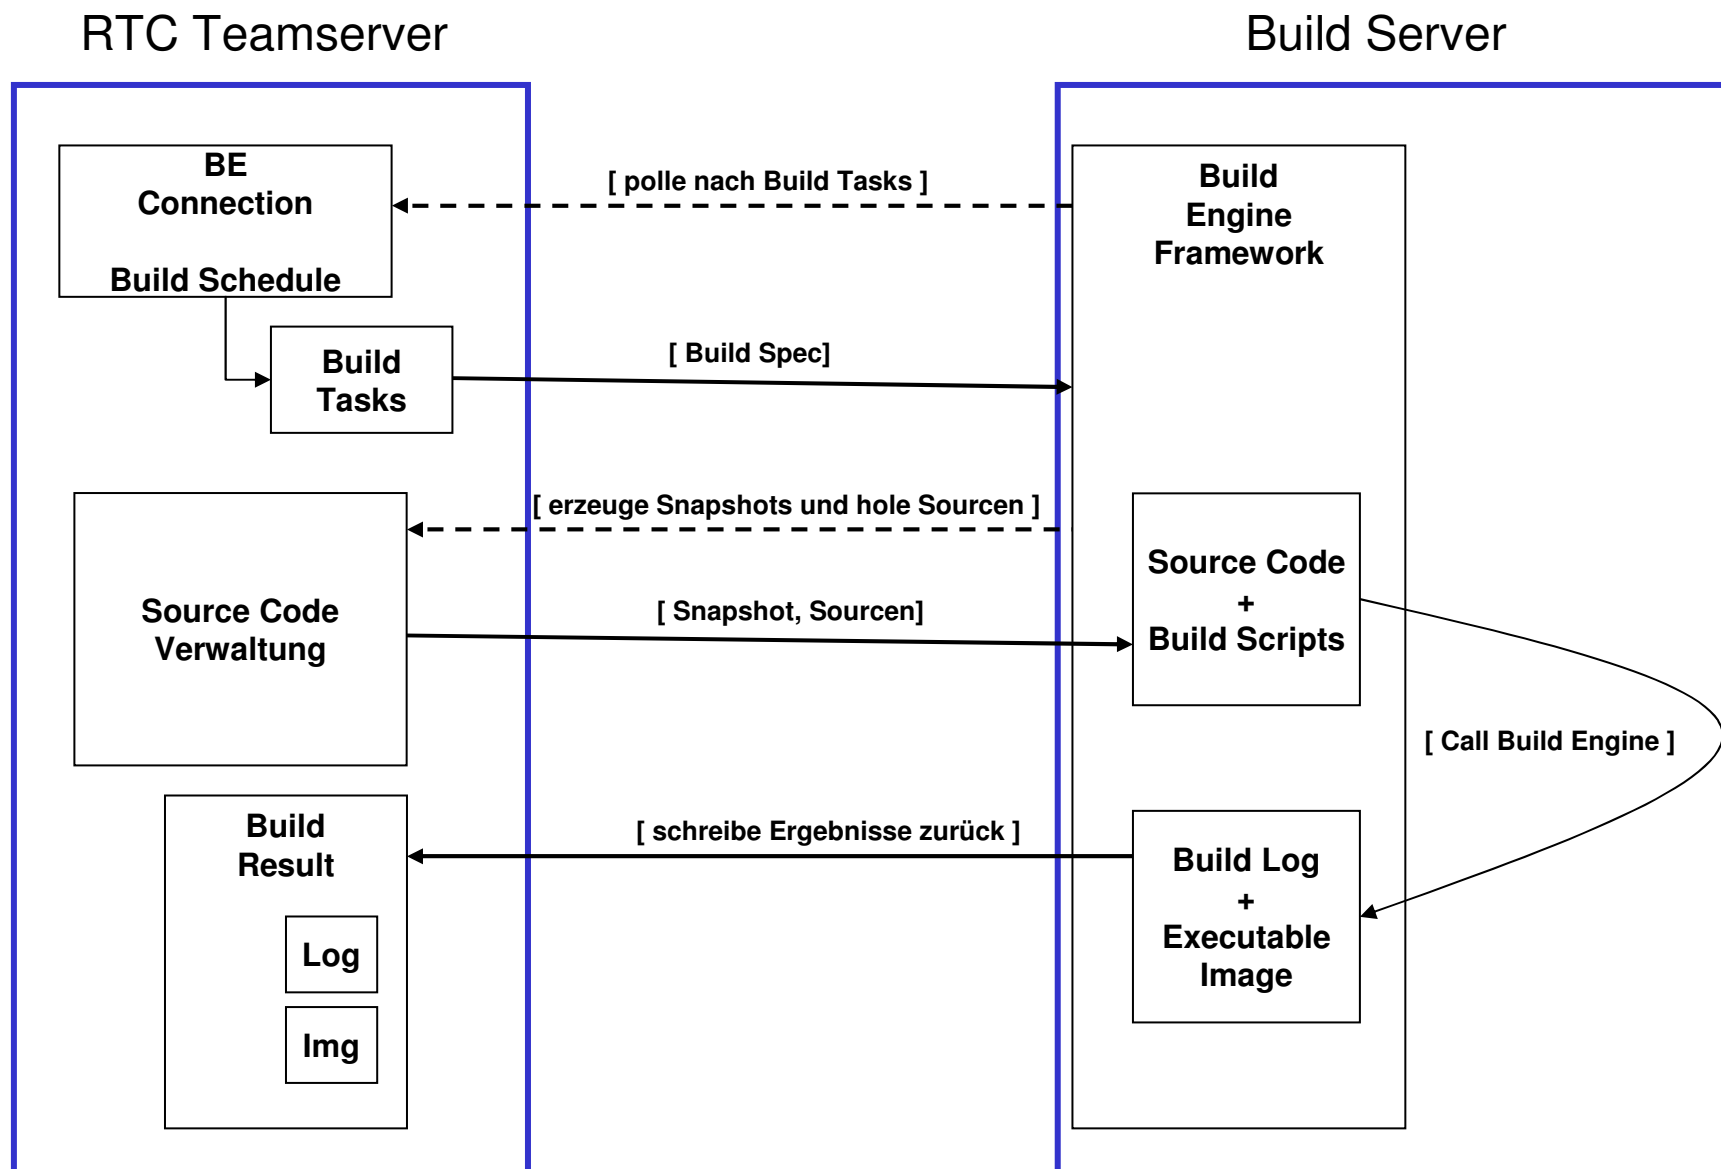 RTC Teamserver
Build Server
BE
Connection
Build Schedule
[ polle nach Build Tasks ]
Build
Engine
Framework
Build
Tasks
[ Build Spec]
[ erzeuge Snapshots und hole Sourcen ]
Source Code
Verwaltung
[ Snapshot, Sourcen]
Source Code
+
Build Scripts
[ Call Build Engine ]
Build
Result
[ schreibe Ergebnisse zurück ]
Build Log
+
Executable
Image
Log
Img